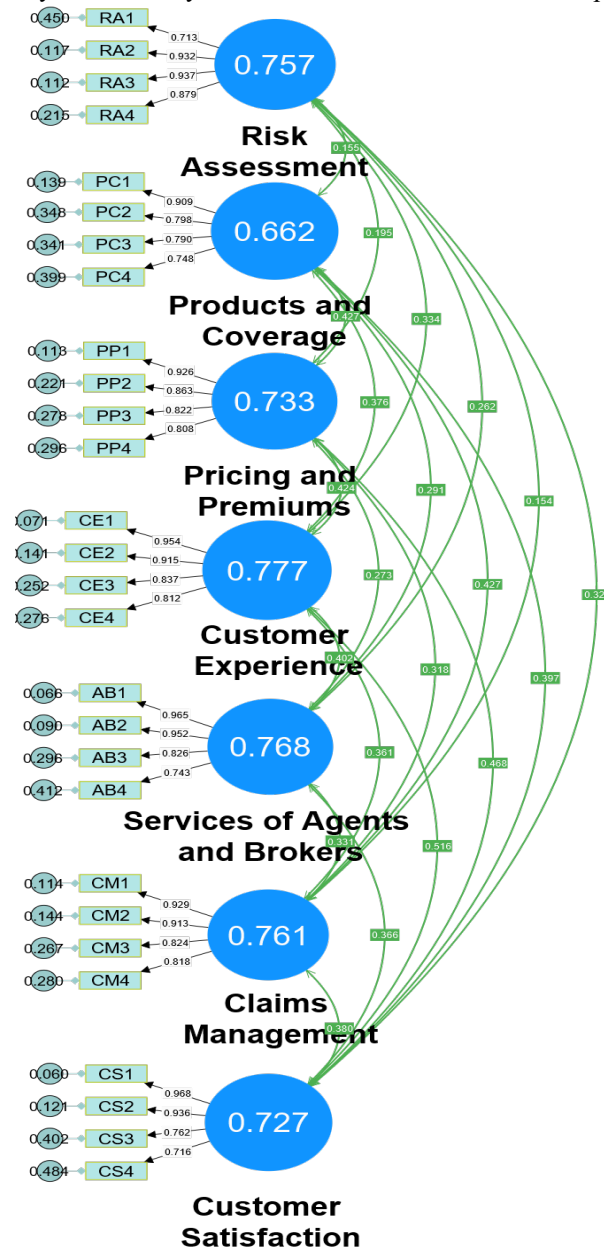 0.450 RA1 0.713
0.117 RA2 0.932
0.112 RA3 0.937
0.215 RA4 0.879
0.757
Risk
Assessment
0.155
0.139 PC1 0.909
0.348 PC2 0.798
0.341 PC3 0.790
0.399 PC4 0.748
0.662
0.195
Products and
Coverage
0.427
0.334
0.262
0.113 PP1 0.926
0.221 PP2 0.863
0.278 PP3 0.822
0.296 PP4 0.808
0.733
0.376
Pricing and
Premiums
0.424
0.291
0.154
0.32
0.071 CE1 0.954
0.141 CE2 0.915
0.252 CE3 0.837
0.276 CE4 0.812
0.777
0.273
0.427
Customer
Experience
0.402
0.318
0.397
0.066 AB1 0.965
0.090 AB2 0.952
0.296 AB3 0.826
0.412 AB4 0.743
0.768
0.361
0.468
Services of Agents
and Brokers
0.331
0.516
0.114 CM1 0.929
0.144 CM2 0.913
0.267 CM3 0.824
0.280 CM4 0.818
0.761
0.366
Claims
Management
0.380
0.060 CS1 0.968
0.121 CS2 0.936
0.402 CS3 0.762
0.484 CS4 0.716
0.727
Customer
Satisfaction